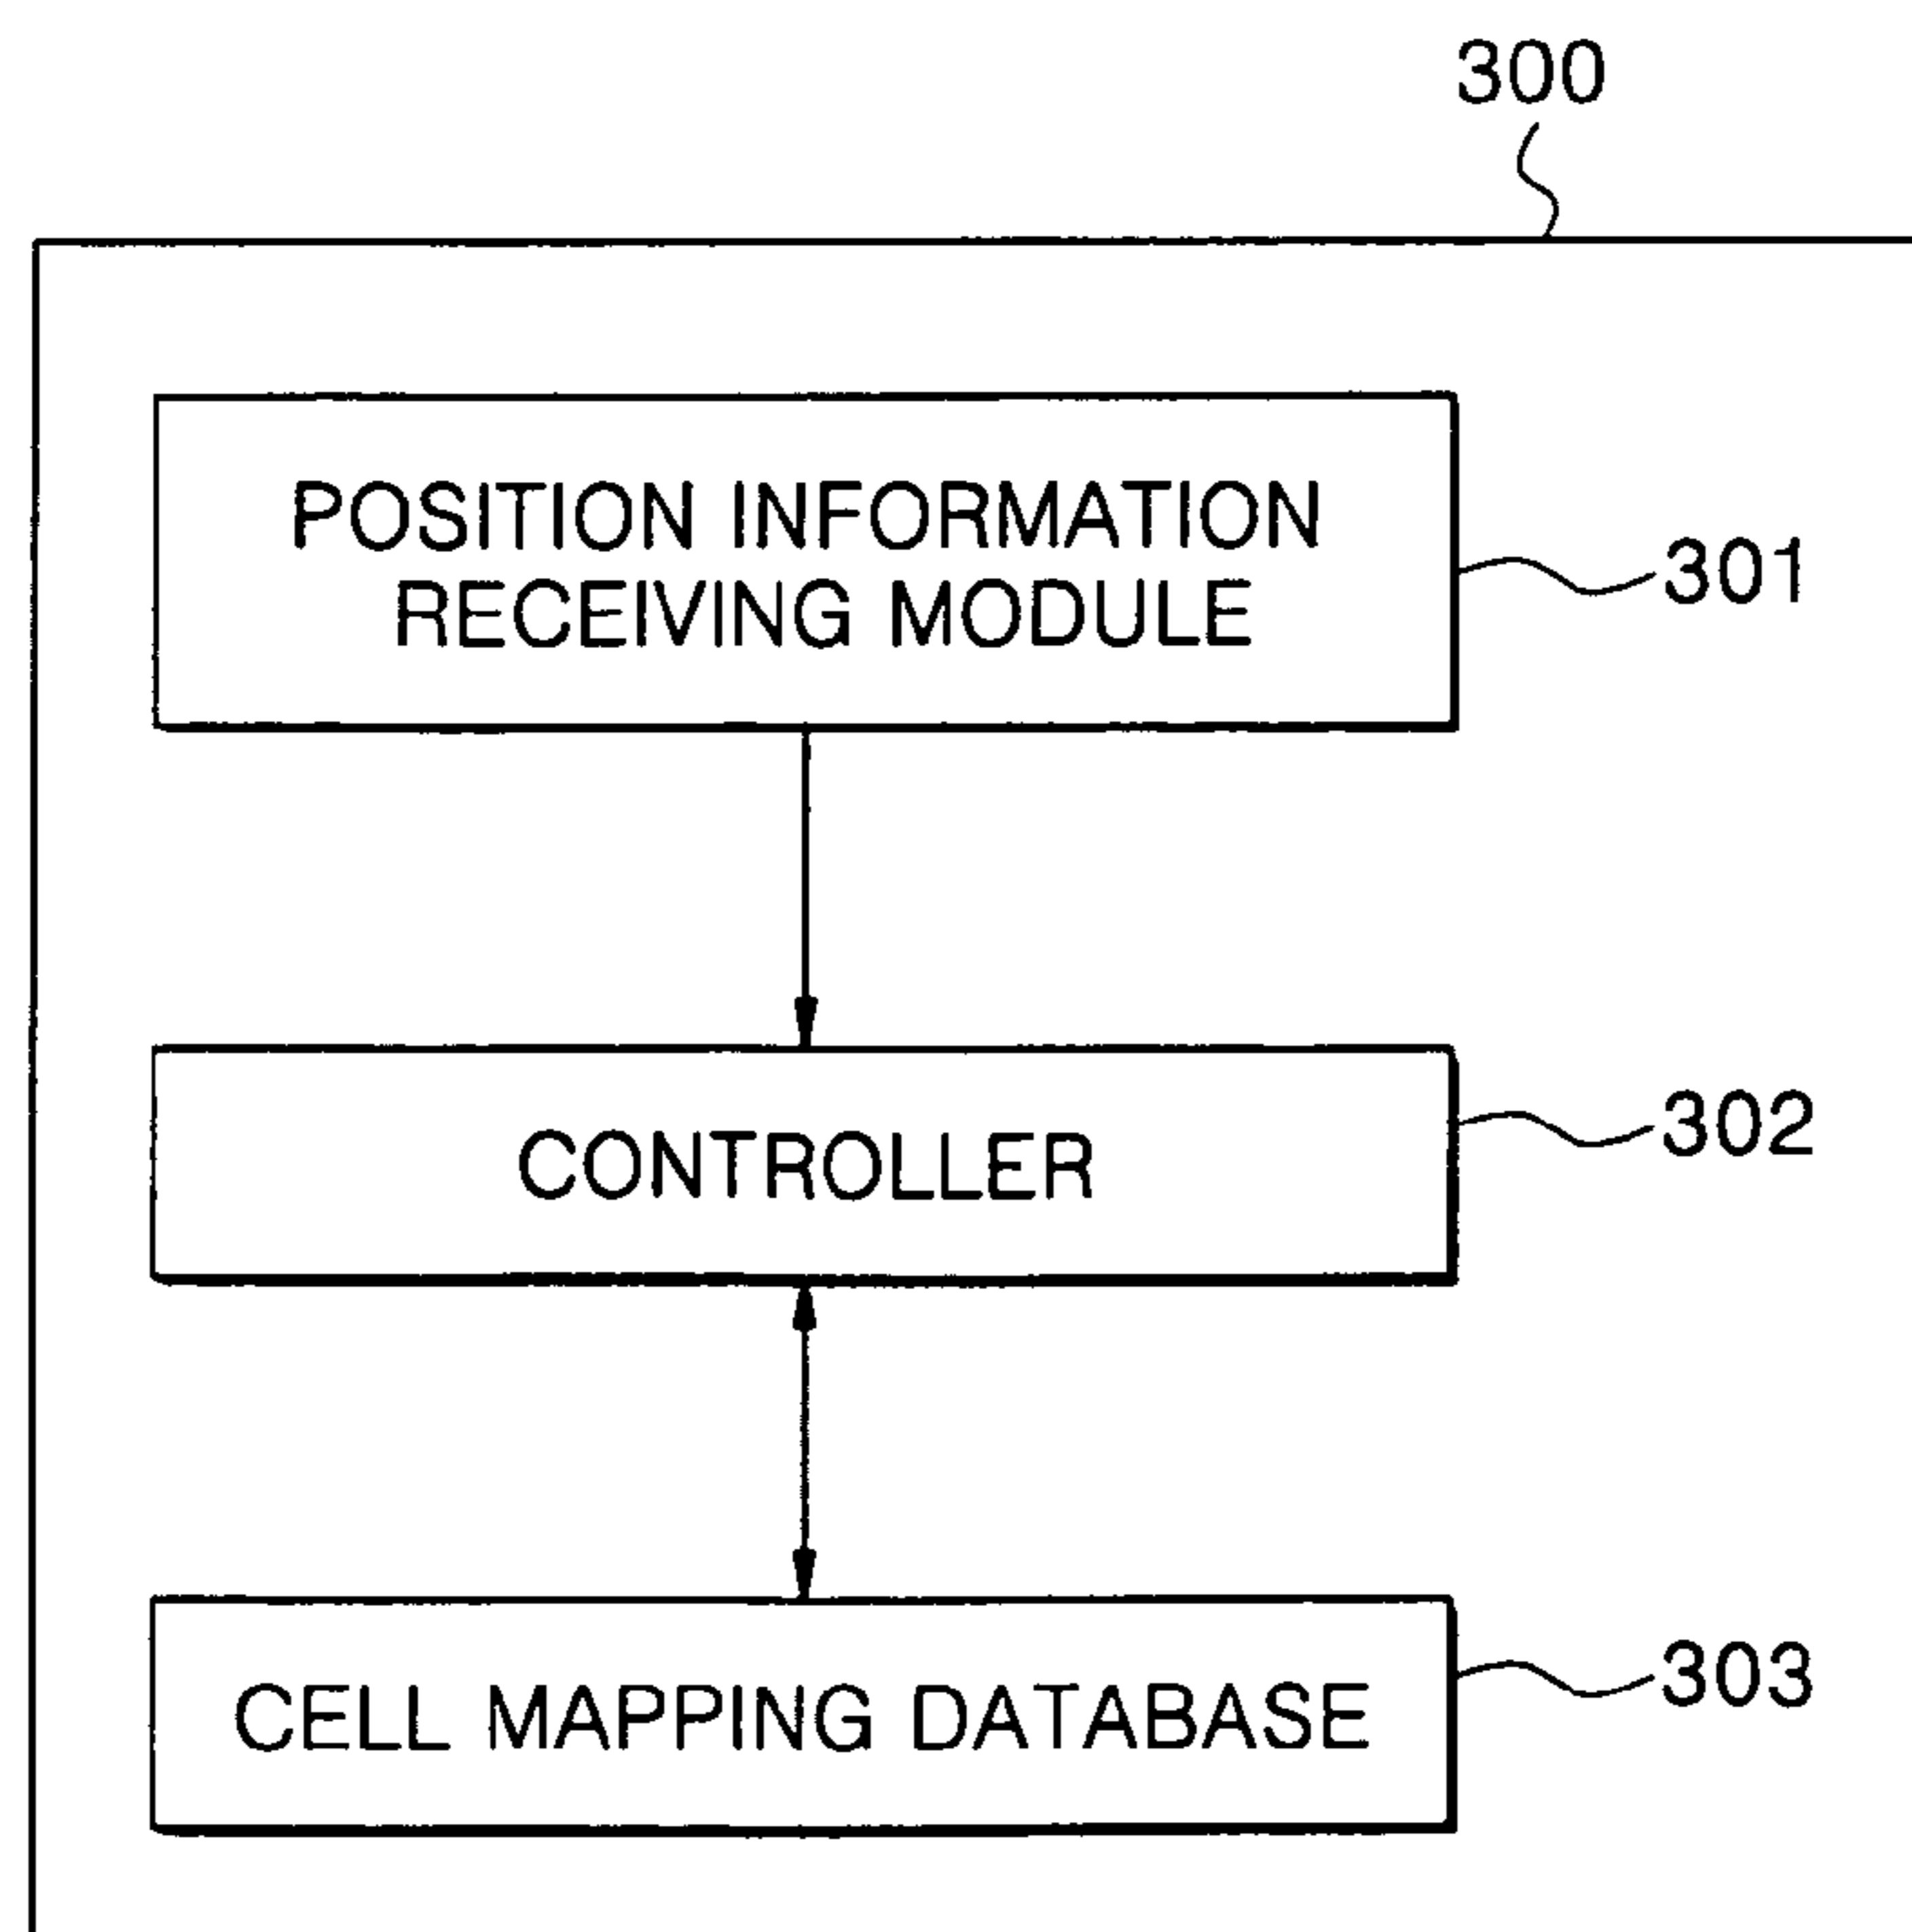 300
POSITION INFORMATION
RECEIVING MODULE
301
CONTROLLER
302
CELL MAPPING DATABASE
303